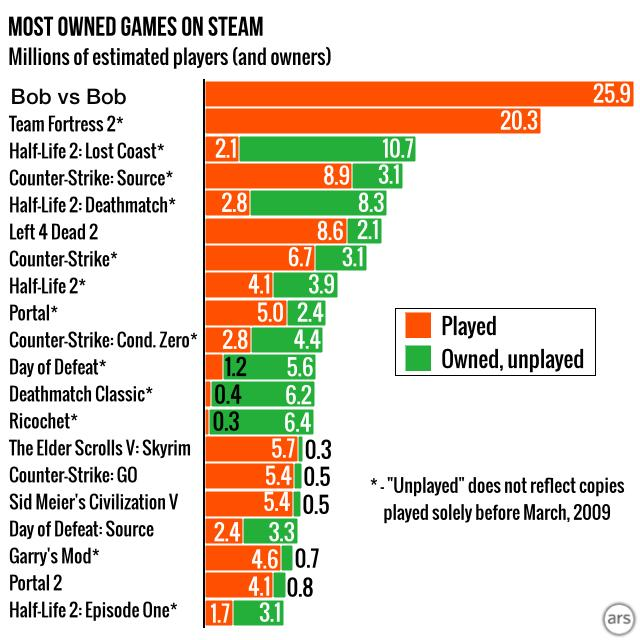 MOST OWNED GAMES ON STEAM
Millions of estimated players (and owners)
Bob vs Bob 25.9
Team Fortress 2* 20.3
Half-Life 2: Lost Coast* 2.1 10.7
Counter-Strike: Source* 8.9 3.1
Half-Life 2: Deathmatch* 2.8 8.3
Left 4 Dead 2 8.6 2.1
Counter-Strike* 6.7 3.1
Half-Life 2* 4.1 3.9
Portal* 5.0 2.4
Counter-Strike: Cond. Zero* 2.8 4.4
Day of Defeat* 1.2 5.6
Deathmatch Classic* 0.4 6.2
Ricochet* 0.3 6.4
The Elder Scrolls V: Skyrim 5.7 0.3
Counter-Strike: GO 5.4 0.5
Sid Meier's Civilization V 5.4 0.5
Day of Defeat: Source 2.4 3.3
Garry's Mod* 4.6 0.7
Portal 2 4.1 0.8
Half-Life 2: Episode One* 1.7 3.1
Played
Owned, unplayed
* - "Unplayed" does not reflect copies
played solely before March, 2009
ars